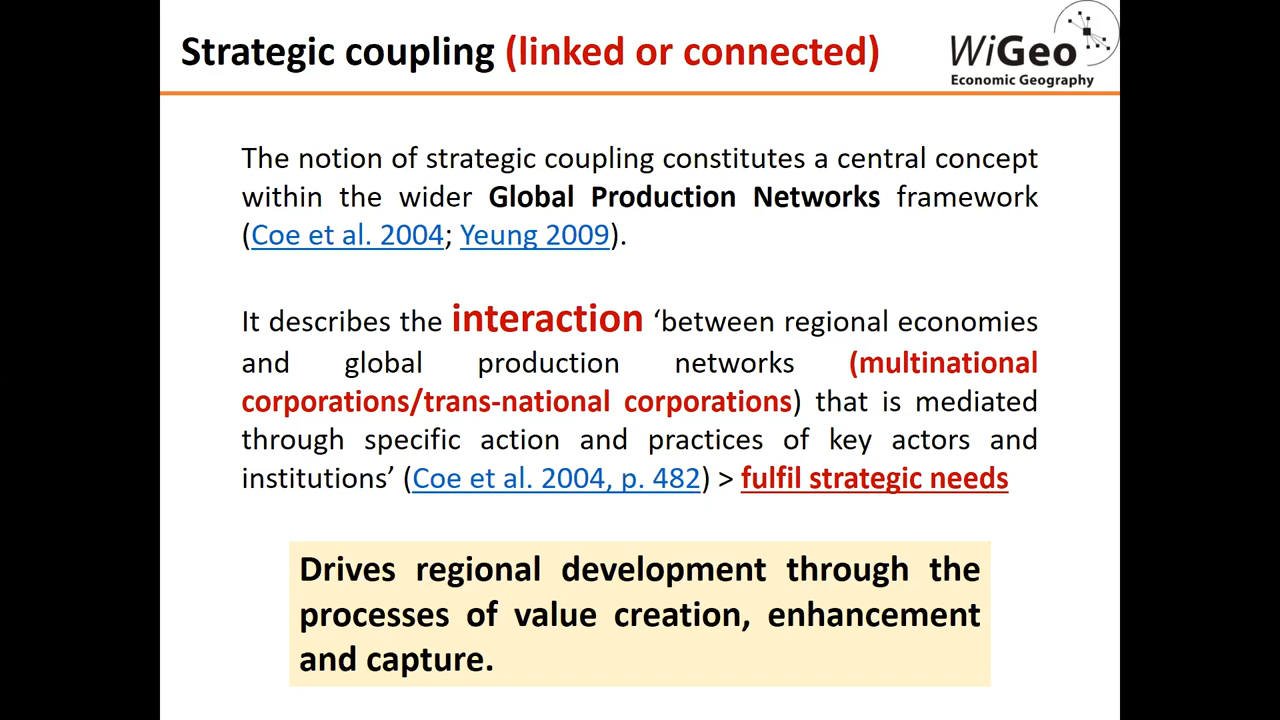 Strategic coupling (linked or connected)
WiGeo
Economic Geography
The notion of strategic coupling constitutes a central concept
within the wider Global Production Networks framework
(Coe et al. 2004; Yeung 2009).
It describes the interaction ‘between regional economies
and global production networks (multinational
corporations/trans-national corporations) that is mediated
through specific action and practices of key actors and
institutions’ (Coe et al. 2004, p. 482) > fulfil strategic needs
Drives regional development through the
processes of value creation, enhancement
and capture.